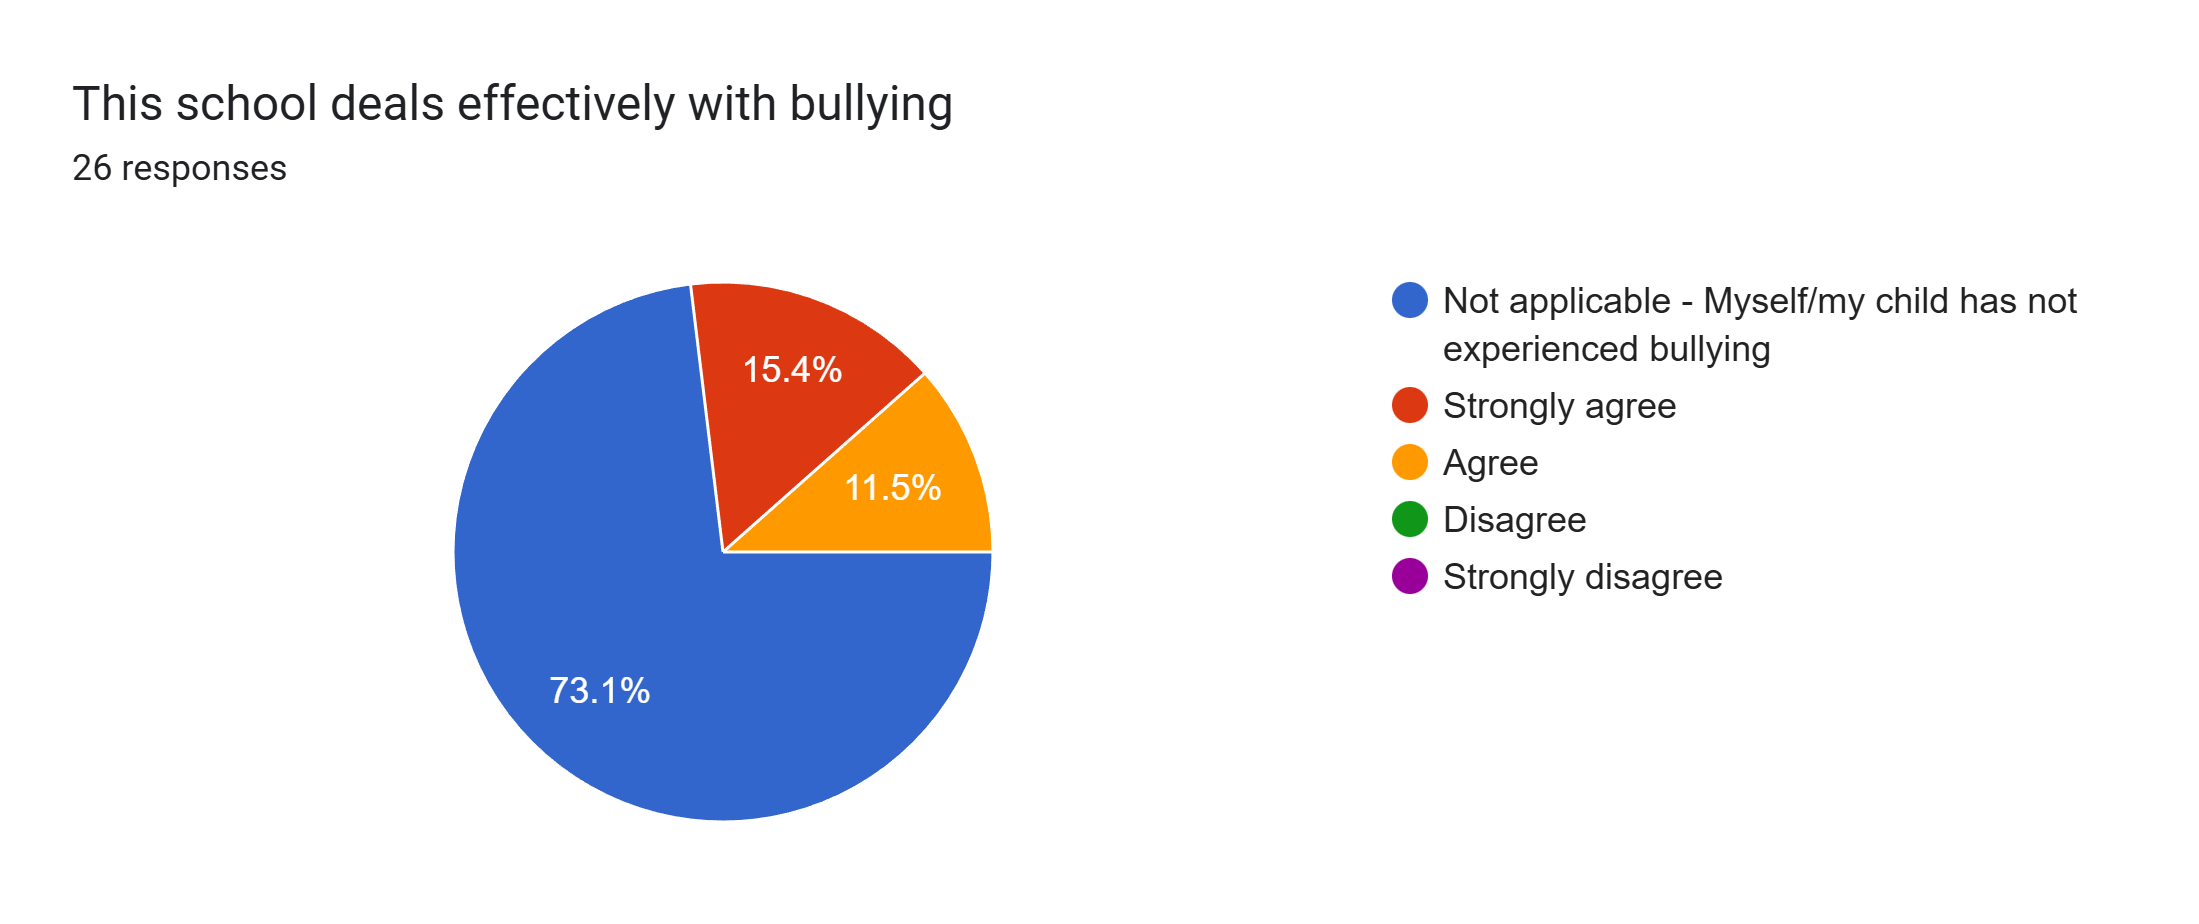 This school deals effectively with bullying
26 responses
15.4%
11.5%
73.1%
Not applicable - Myself/my child has not
experienced bullying
Strongly agree
Agree
Disagree
Strongly disagree